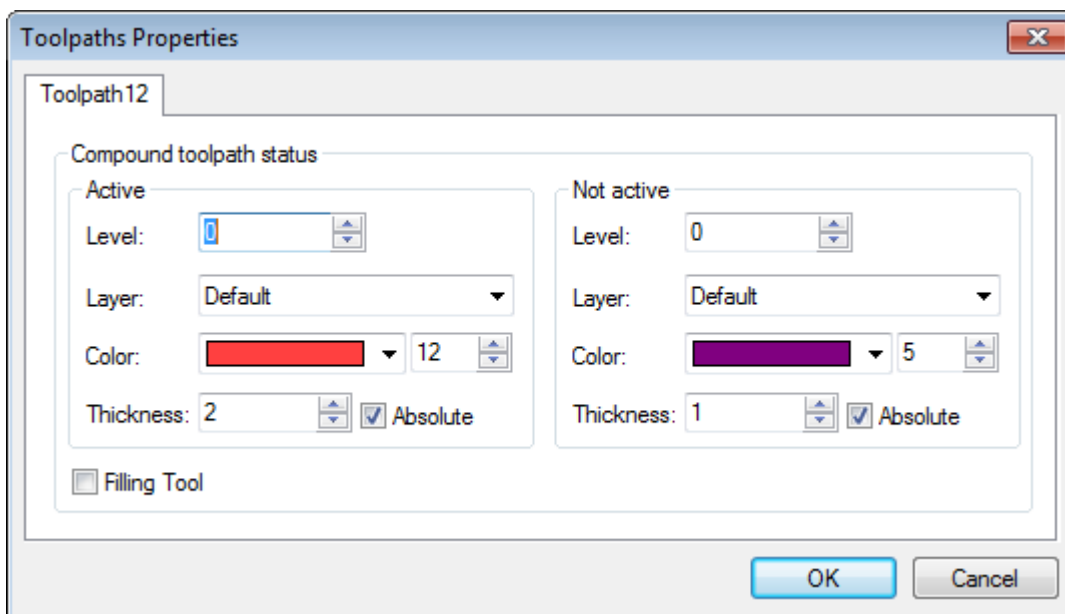 Toolpaths Properties
Toolpath12
Compound toolpath status
Active
Level: 0
Layer: Default
Color: 12
Thickness: 2 Absolute
Not active
Level: 0
Layer: Default
Color: 5
Thickness: 1 Absolute
Filling Tool
OK Cancel